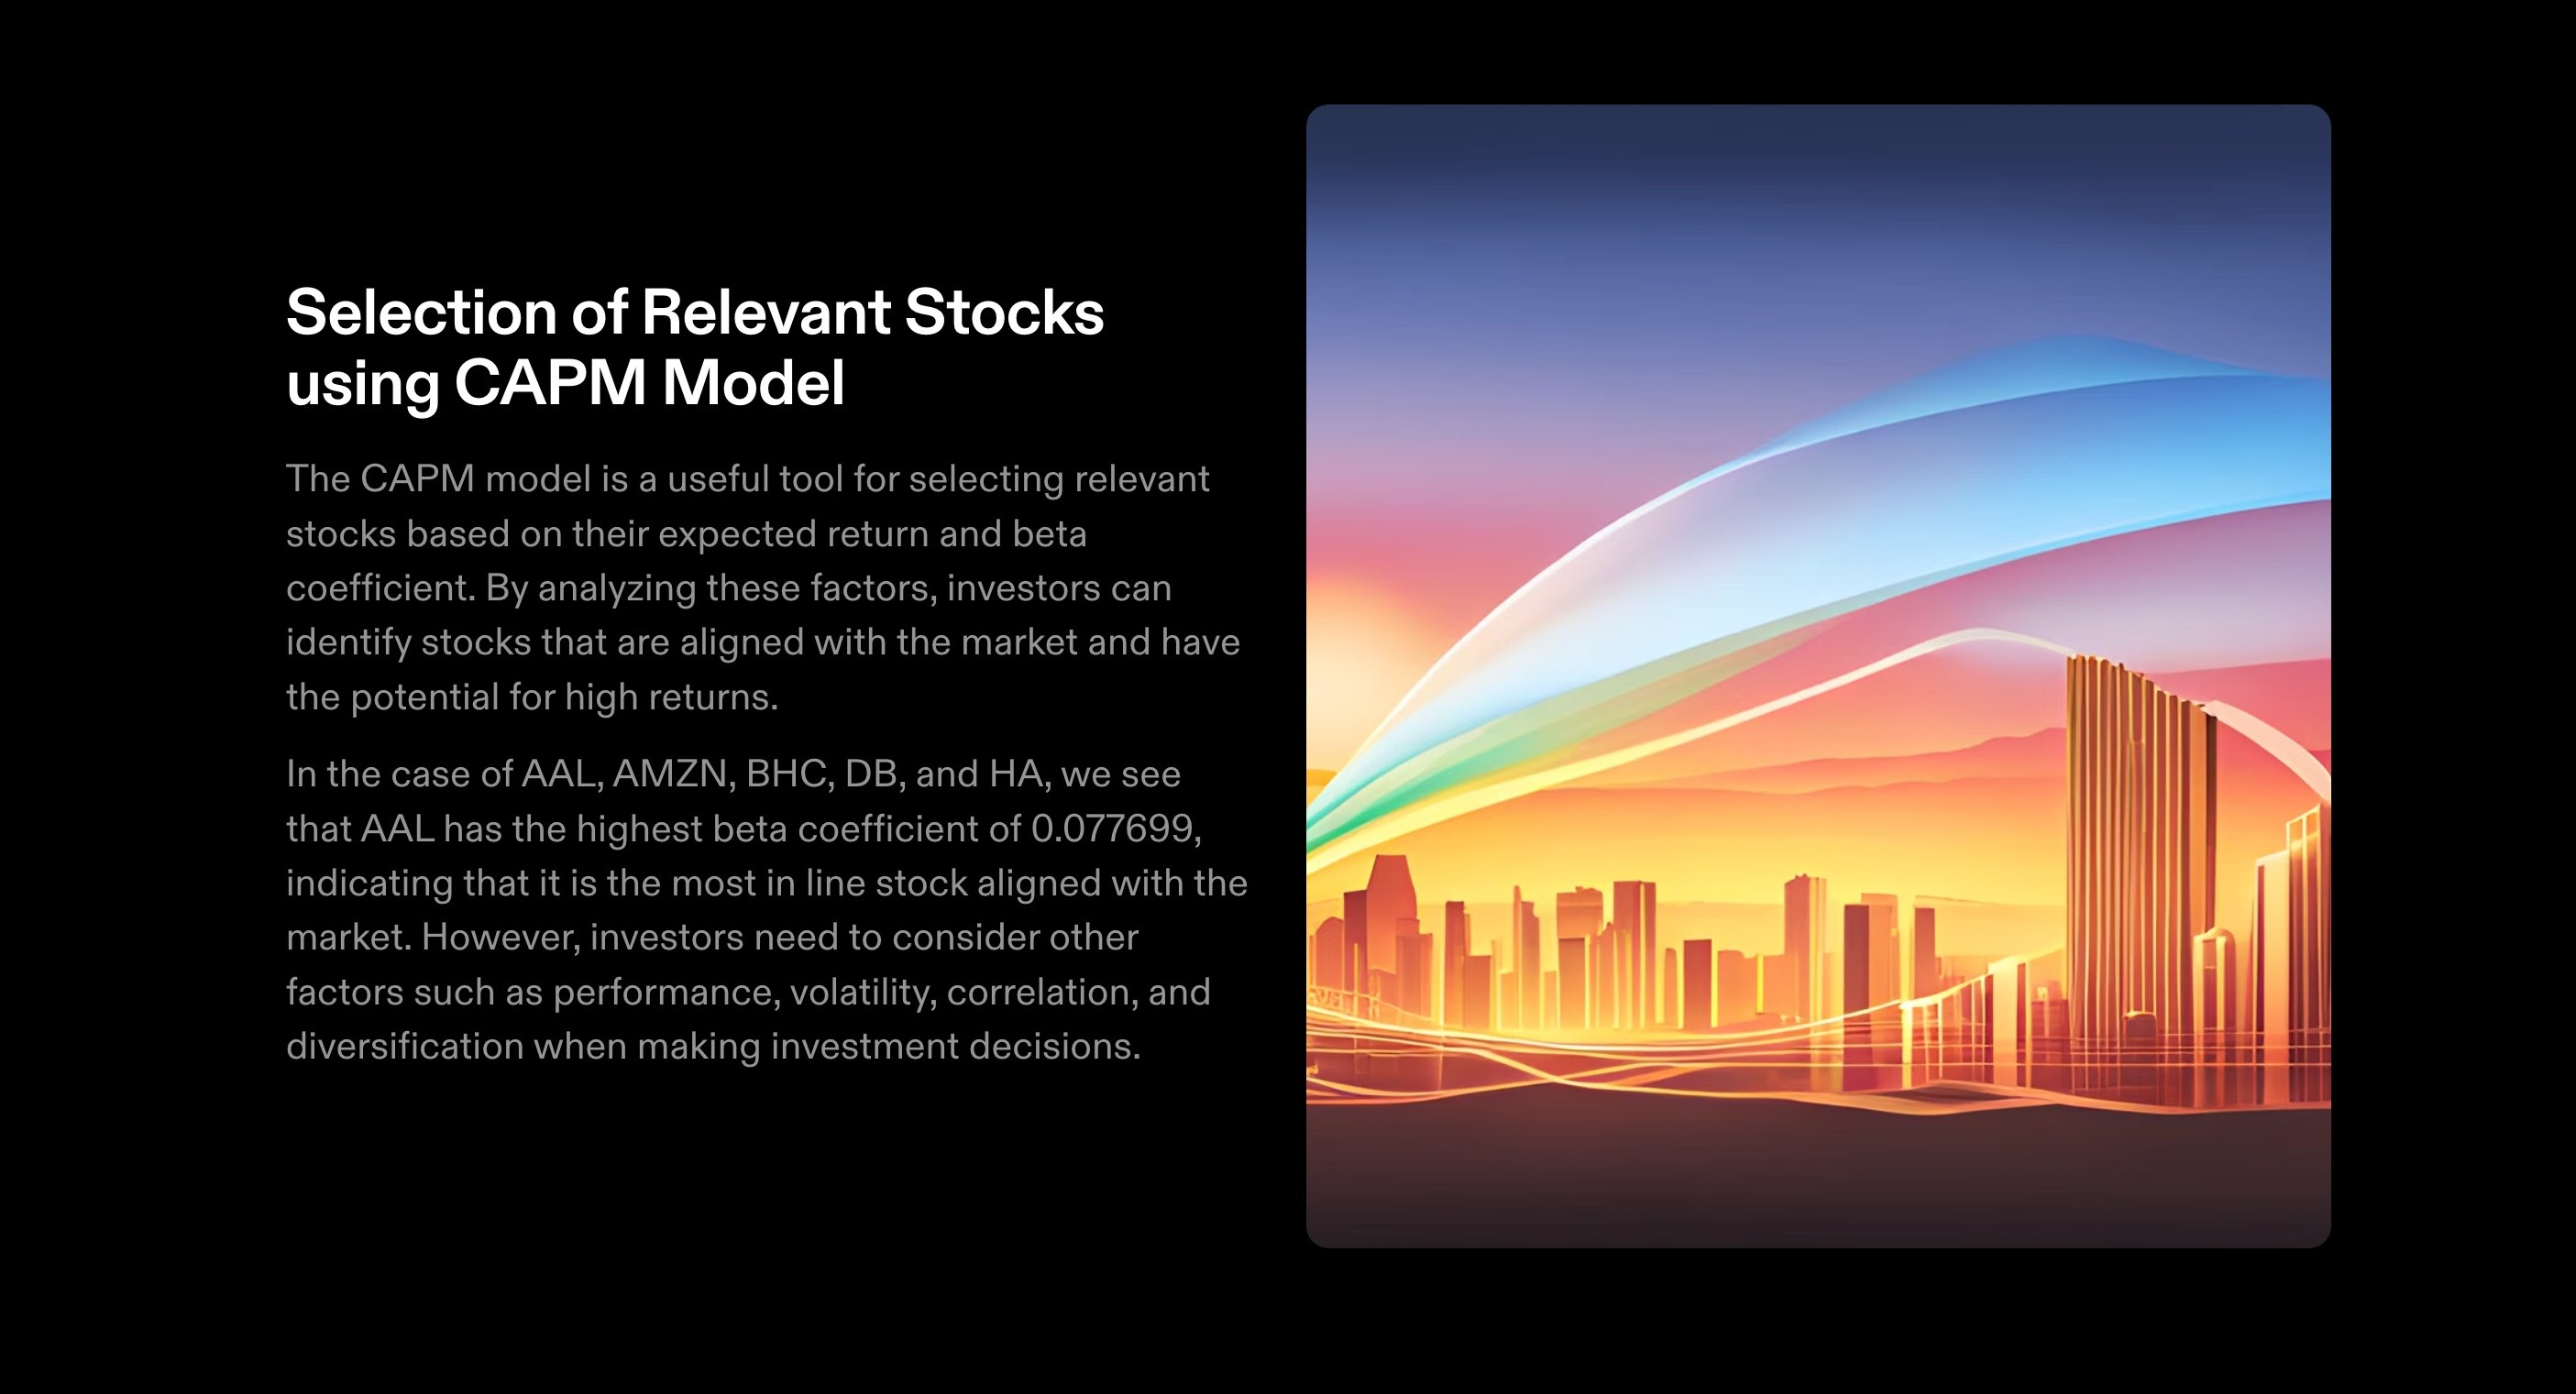 Selection of Relevant Stocks
using CAPM Model
The CAPM model is a useful tool for selecting relevant
stocks based on their expected return and beta
coefficient. By analyzing these factors, investors can
identify stocks that are aligned with the market and have
the potential for high returns.
In the case of AAL, AMZN, BHC, DB, and HA, we see
that AAL has the highest beta coefficient of 0.077699,
indicating that it is the most in line stock aligned with the
market. However, investors need to consider other
factors such as performance, volatility, correlation, and
diversification when making investment decisions.